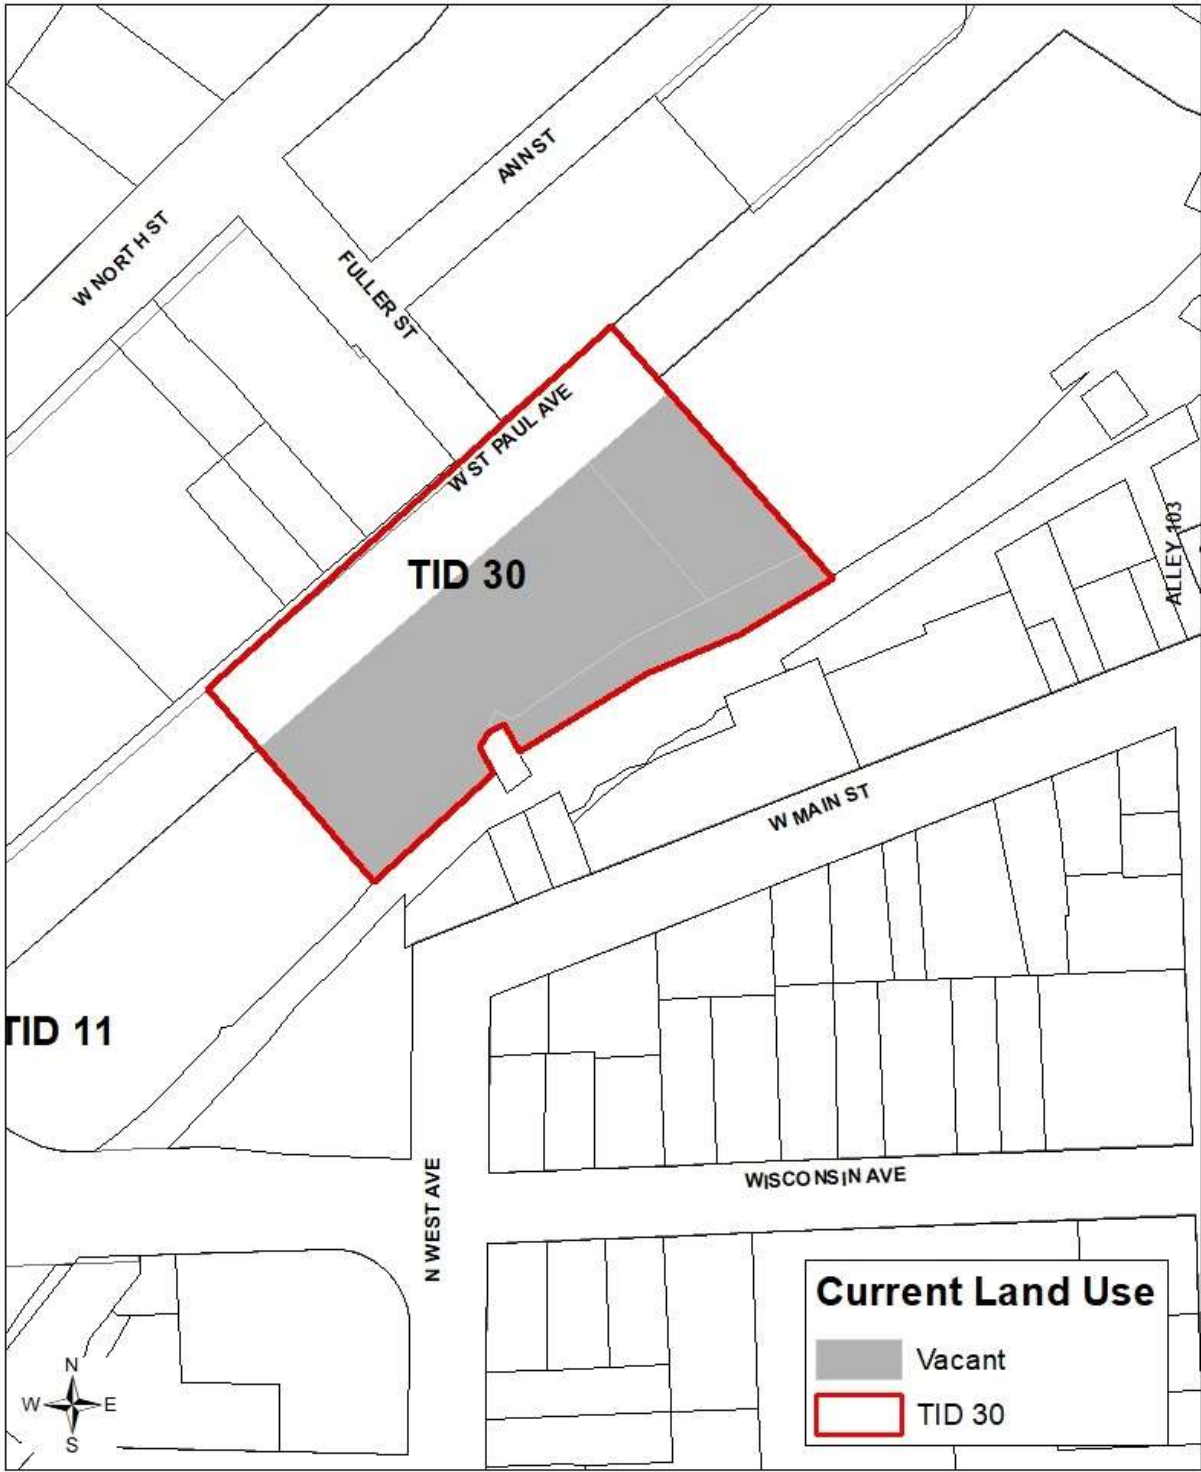 ANN ST
W NORTH ST
FULLER ST
W ST PAUL AVE
TID 30
ALLEY 103
W MAIN ST
TID 11
WISCONSIN AVE
N WEST AVE
Current Land Use
Vacant
TID 30
N
W E
S